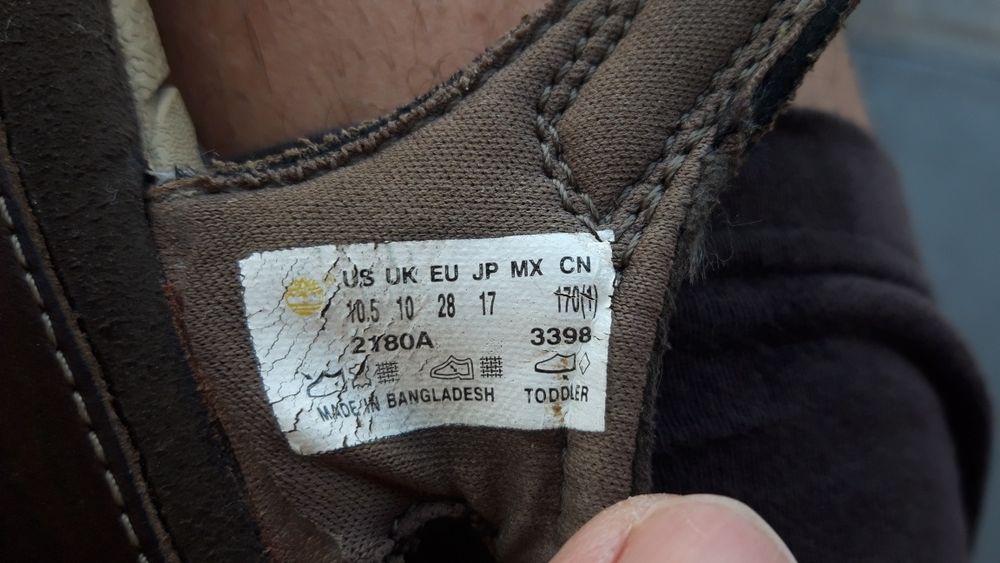 US UK EU JP MX CN
10.5 10 28 17 170(1)
2180A 3398
MADE IN BANGLADESH TODDLER